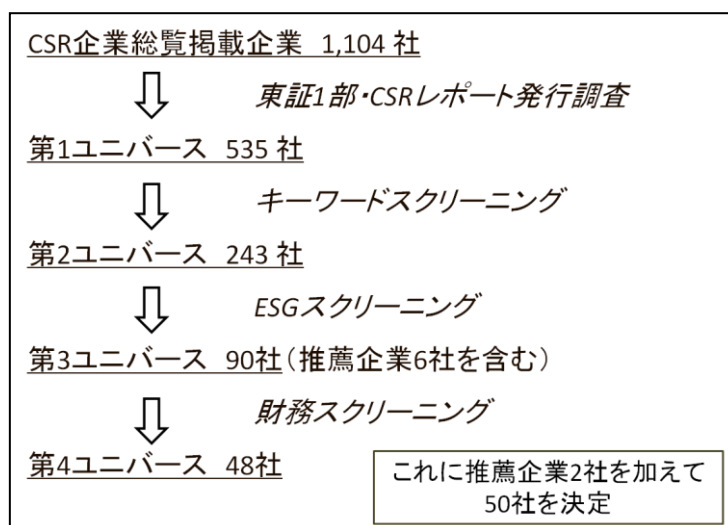 CSR企業総覧掲載企業 1,104 社
東証1部・CSRレポート発行調査
第1ユニバース 535 社
キーワードスクリーニング
第2ユニバース 243 社
ESGスクリーニング
第3ユニバース 90社(推薦企業6社を含む)
財務スクリーニング
第4ユニバース 48社
これに推薦企業2社を加えて
50社を決定